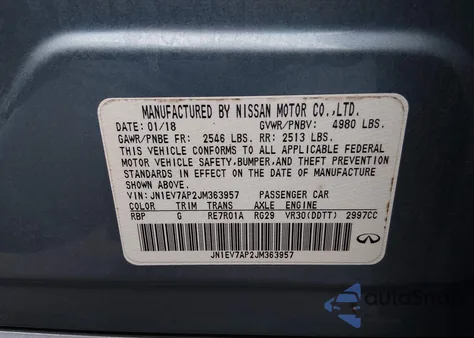 MANUFACTURED BY NISSAN MOTOR CO.,LTD.
DATE: 01/18 GVWR/PNBV: 4980 LBS.
GAWR/PNBE FR: 2546 LBS. RR: 2513 LBS.
THIS VEHICLE CONFORMS TO ALL APPLICABLE FEDERAL
MOTOR VEHICLE SAFETY,BUMPER,AND THEFT PREVENTION
STANDARDS IN EFFECT ON THE DATE OF MANUFACTURE
SHOWN ABOVE.
VIN: JN1EV7AP2JM363957 PASSENGER CAR
COLOR TRIM TRANS AXLE ENGINE
RBP G RE7R01A RG29 VR30(DDTT) 2997CC
JN1EV7AP2JM363957